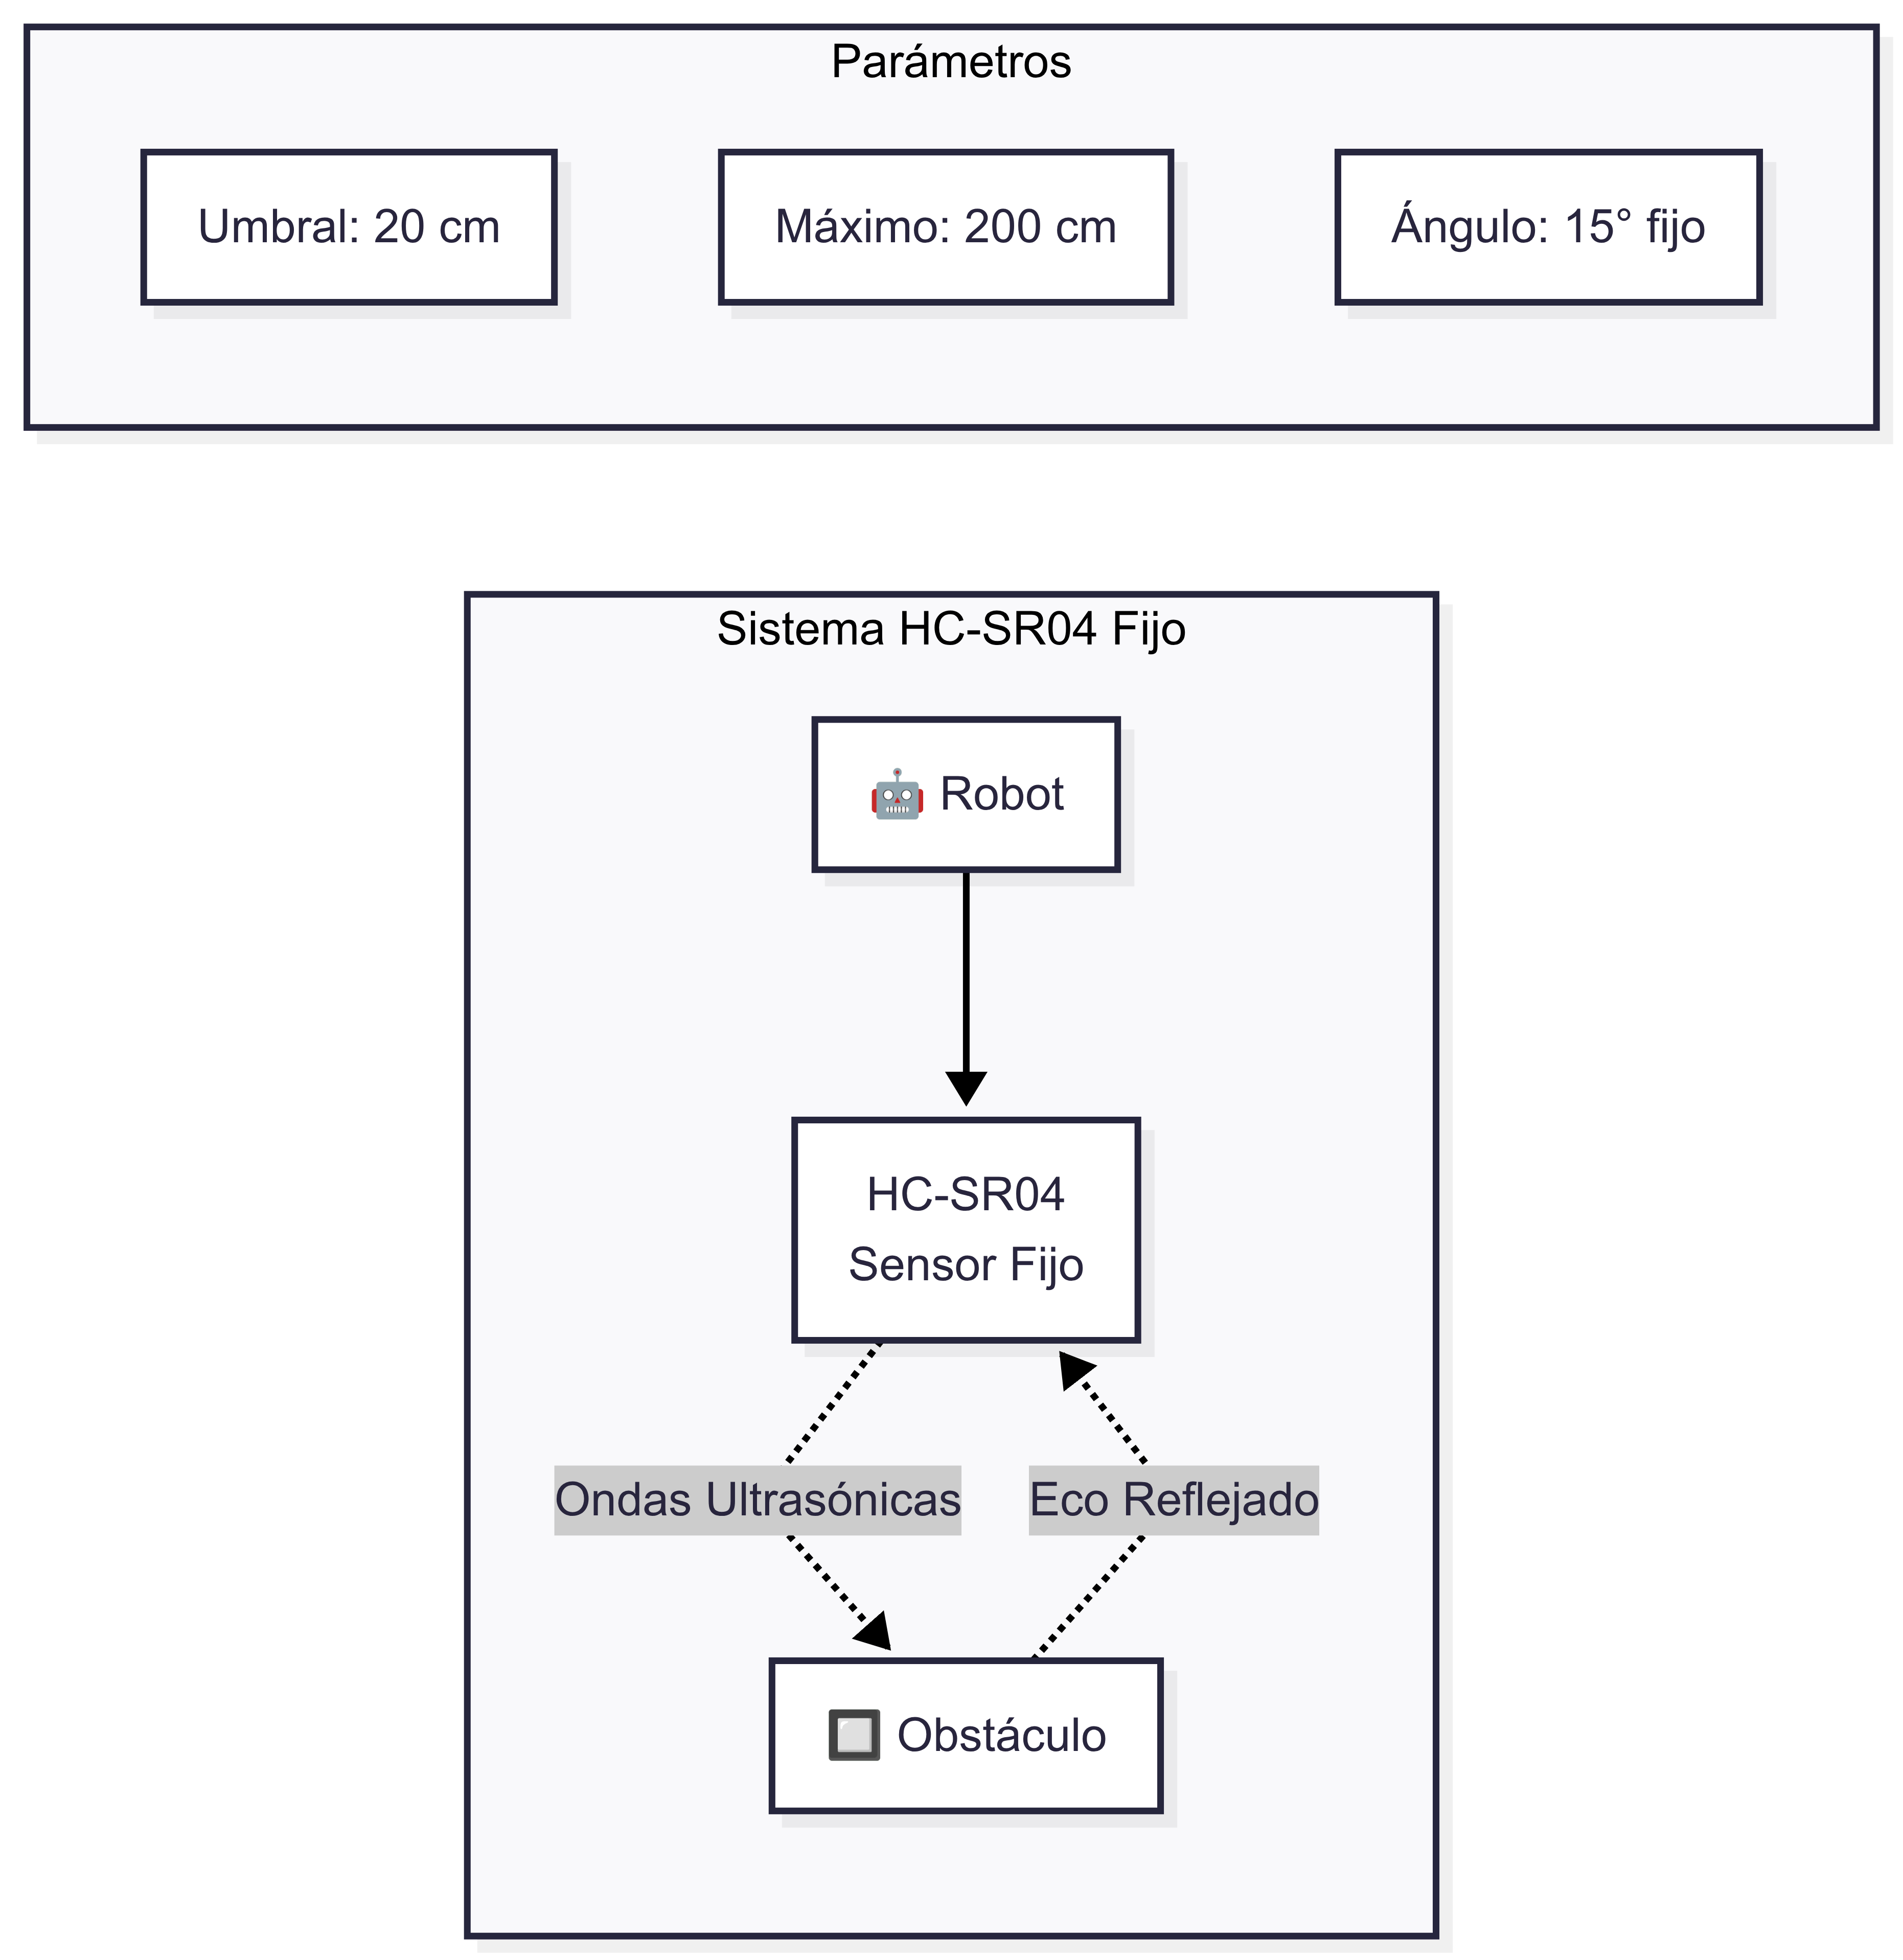 Parámetros
Umbral: 20 cm
Máximo: 200 cm
Ángulo: 15° fijo
Sistema HC-SR04 Fijo
🤖 Robot
HC-SR04
Sensor Fijo
Ondas Ultrasónicas
Eco Reflejado
🔲 Obstáculo